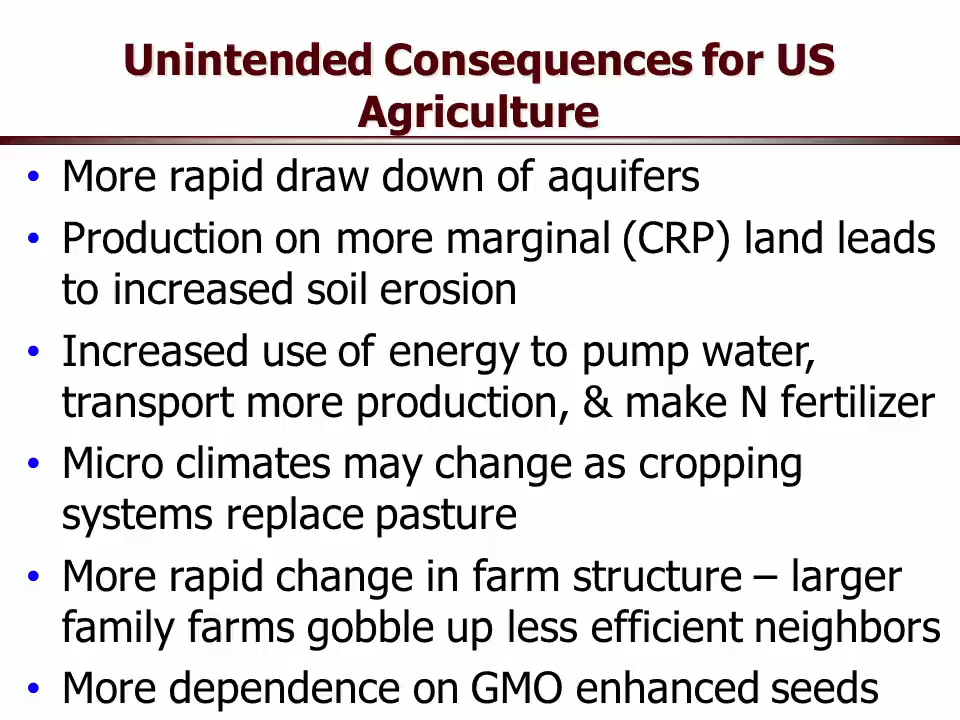 Unintended Consequences for US
Agriculture
• More rapid draw down of aquifers
• Production on more marginal (CRP) land leads
to increased soil erosion
• Increased use of energy to pump water,
transport more production, & make N fertilizer
• Micro climates may change as cropping
systems replace pasture
• More rapid change in farm structure – larger
family farms gobble up less efficient neighbors
• More dependence on GMO enhanced seeds